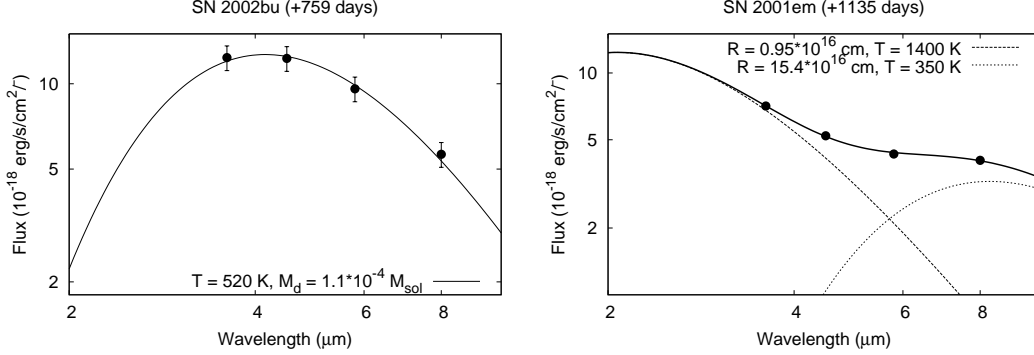 SN 2002bu (+759 days)
Flux (10^-18 erg/s/cm^2/-)
10
5
2
T = 520 K, M_d = 1.1*10^-4 M_sol
2 4 6 8
Wavelength (μm)
SN 2001em (+1135 days)
Flux (10^-18 erg/s/cm^2/-)
R = 0.95*10^16 cm, T = 1400 K
R = 15.4*10^16 cm, T = 350 K
10
5
2
2 4 6 8
Wavelength (μm)